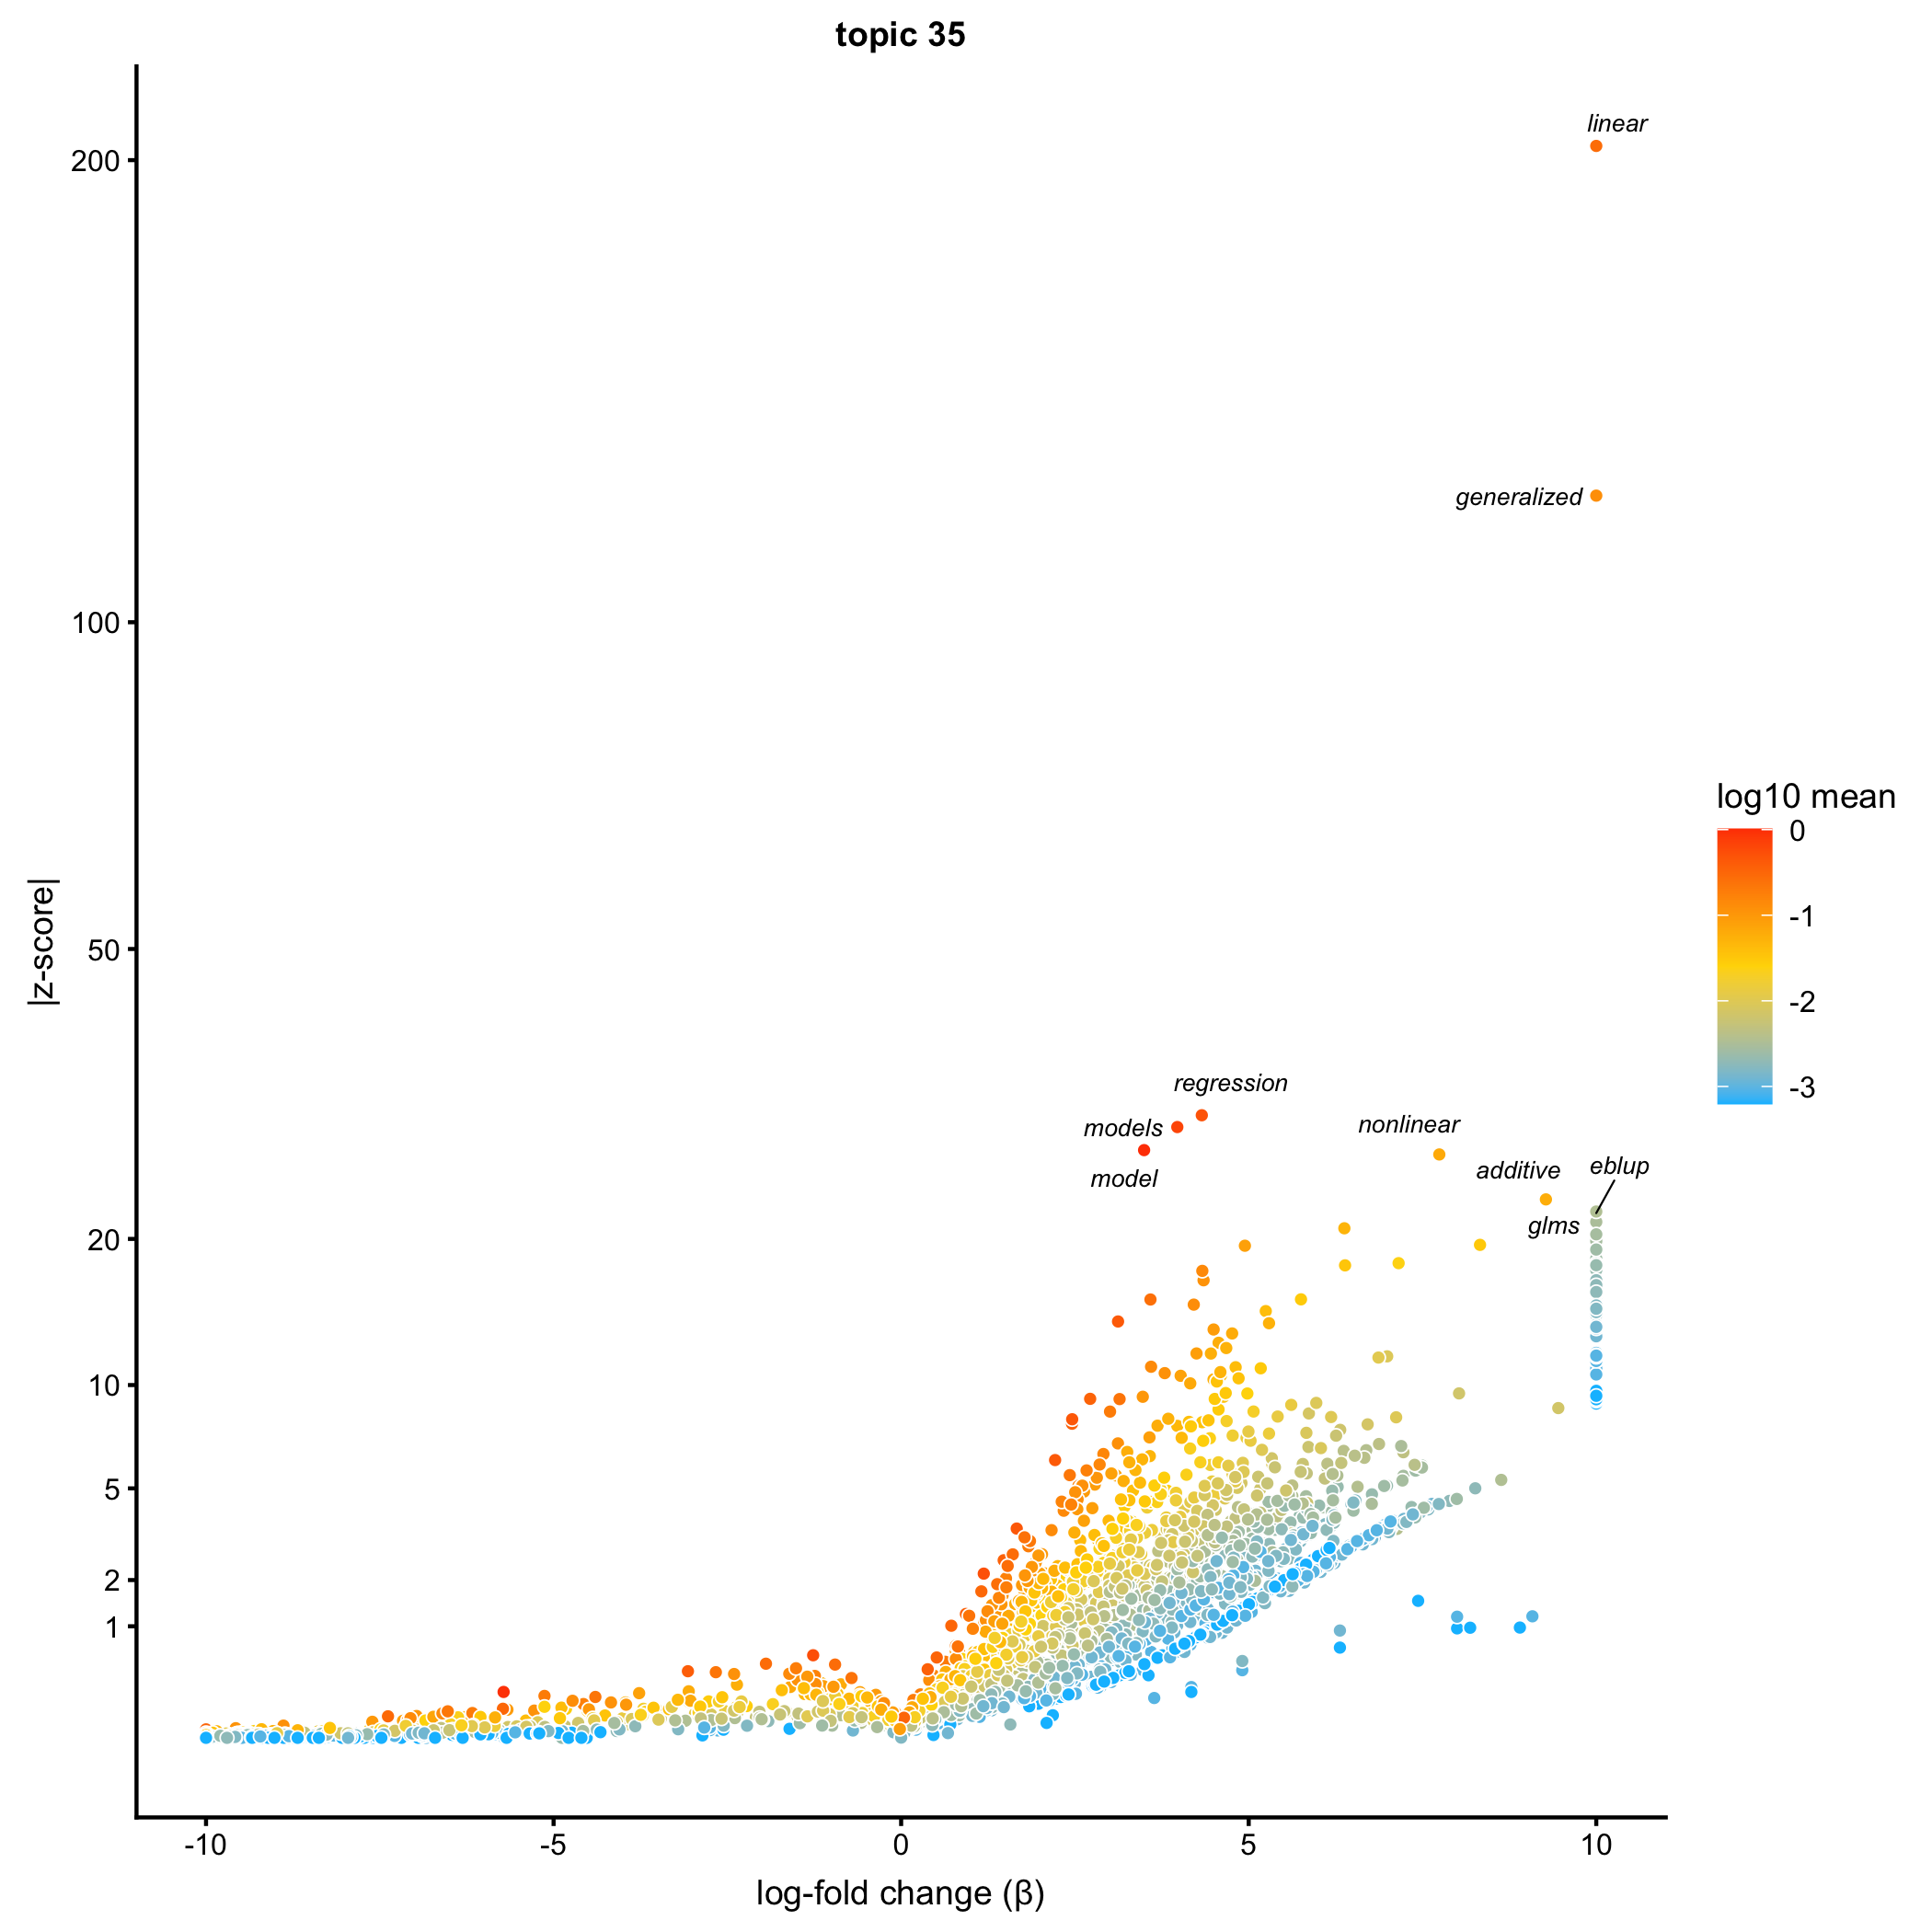 topic 35
linear
200
generalized
100
log10 mean
0
-1
-2
-3
|z-score|
50
regression
models
model
nonlinear
additive
eblup
glms
20
10
5
2
1
-10
-5
0
5
10
log-fold change (β)